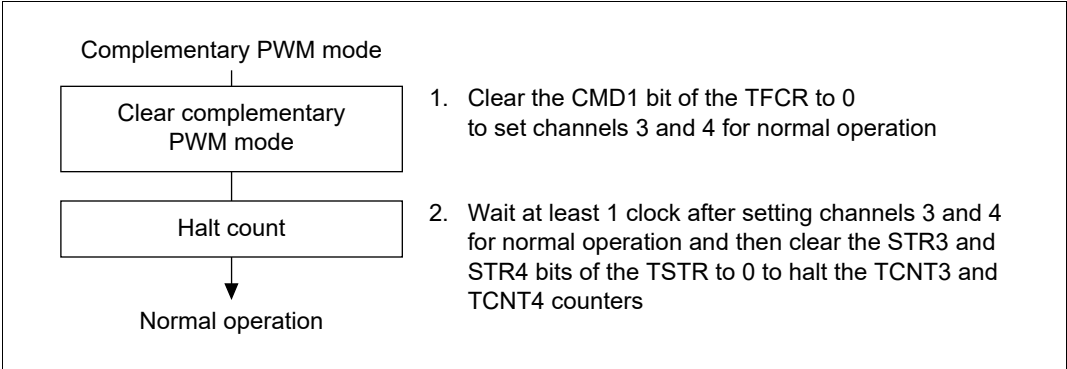 Complementary PWM mode
Clear complementary
PWM mode
1. Clear the CMD1 bit of the TFCR to 0
to set channels 3 and 4 for normal operation
Halt count
2. Wait at least 1 clock after setting channels 3 and 4
for normal operation and then clear the STR3 and
STR4 bits of the TSTR to 0 to halt the TCNT3 and
TCNT4 counters
Normal operation